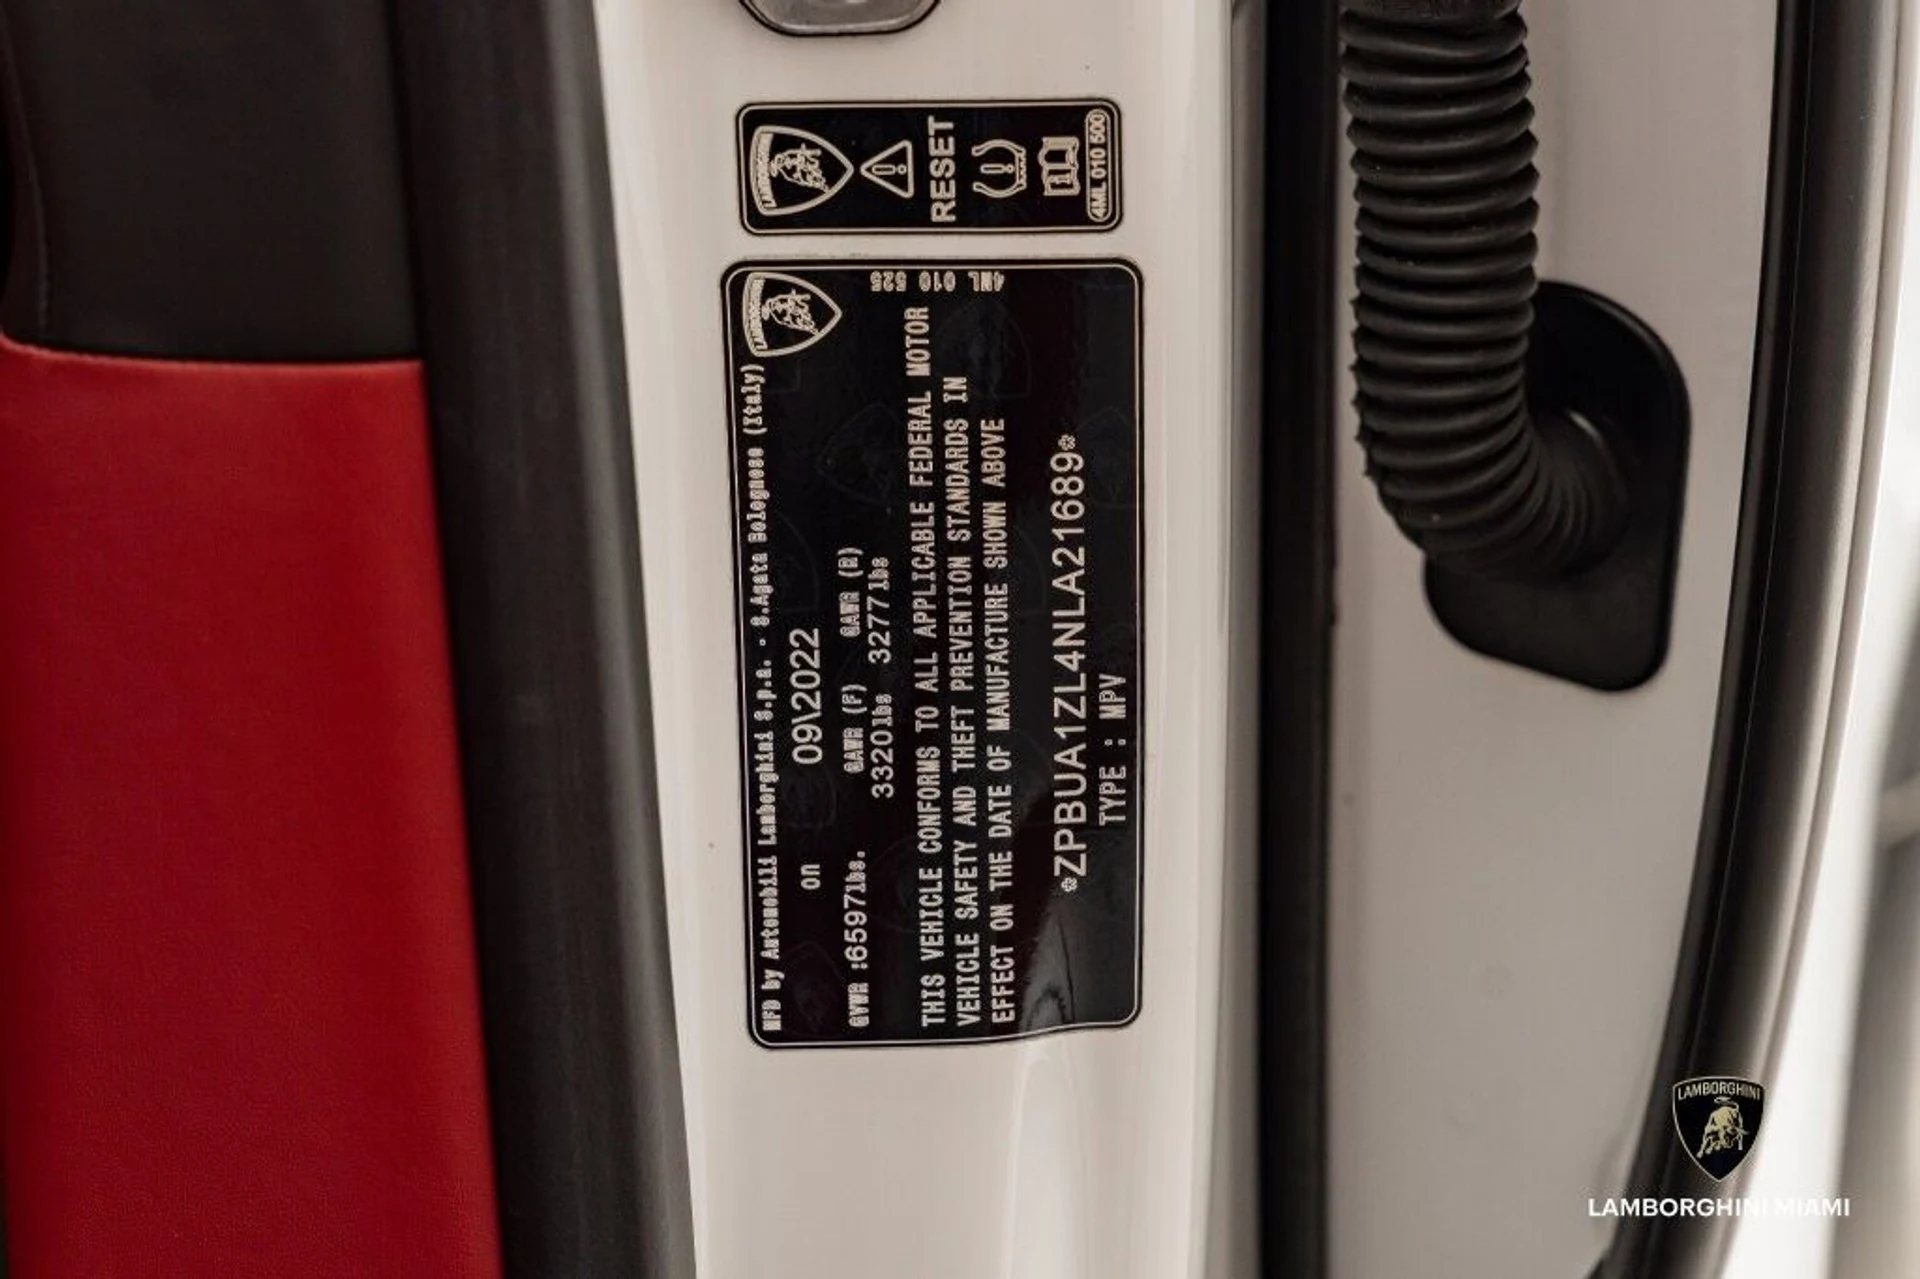 LAMBORGHINI
RESET
4ML 010 500
LAMBORGHINI
4ML 010 525
MFD by Automobili Lamborghini S.p.a. - S.Agata Bolognese (Italy)
on 09\2022
GVWR :6597lbs. GAWR (F) GAWR (R)
3320lbs 3277lbs
THIS VEHICLE CONFORMS TO ALL APPLICABLE FEDERAL MOTOR
VEHICLE SAFETY AND THEFT PREVENTION STANDARDS IN
EFFECT ON THE DATE OF MANUFACTURE SHOWN ABOVE
*ZPBUA1ZL4NLA21689*
TYPE : MPV
LAMBORGHINI
LAMBORGHINI MIAMI